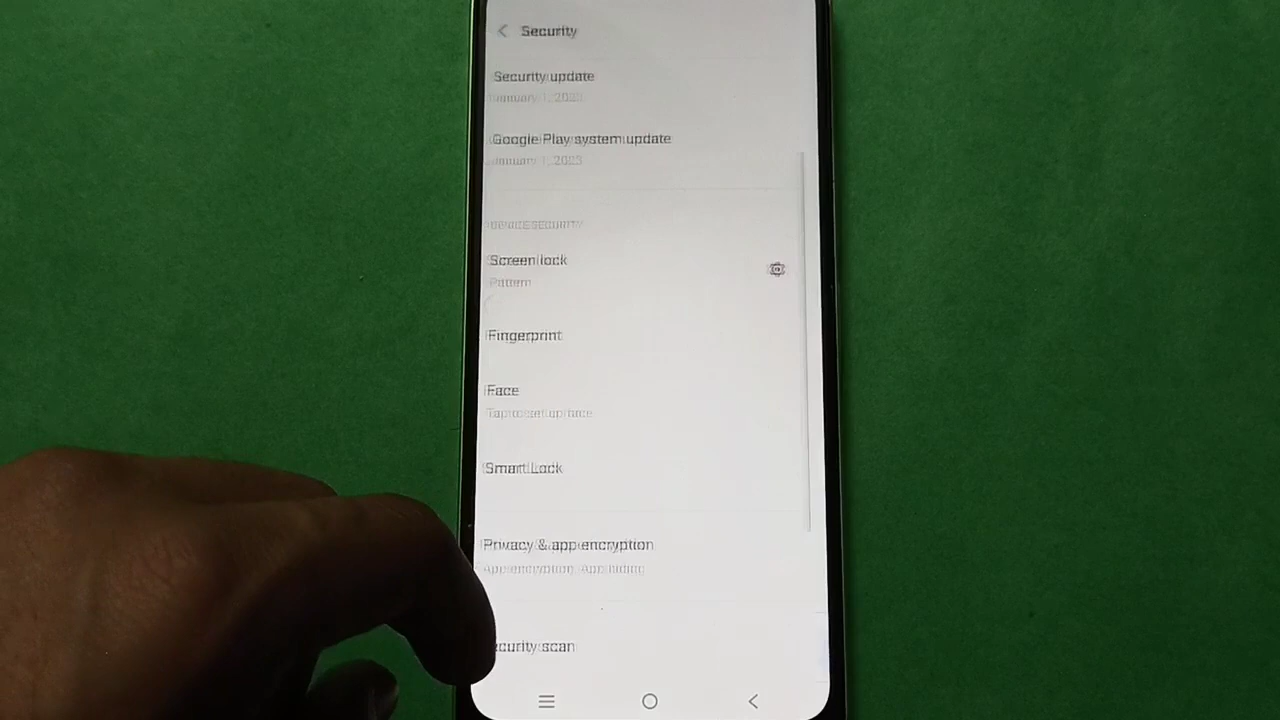 Security
Security update
January 1, 2023
Google Play system update
January 1, 2023
DEVICE SECURITY
Screen lock
Pattern
Fingerprint
Face
Tap to set up face
Smart Lock
Privacy & app encryption
App encryption, App hiding
curity scan